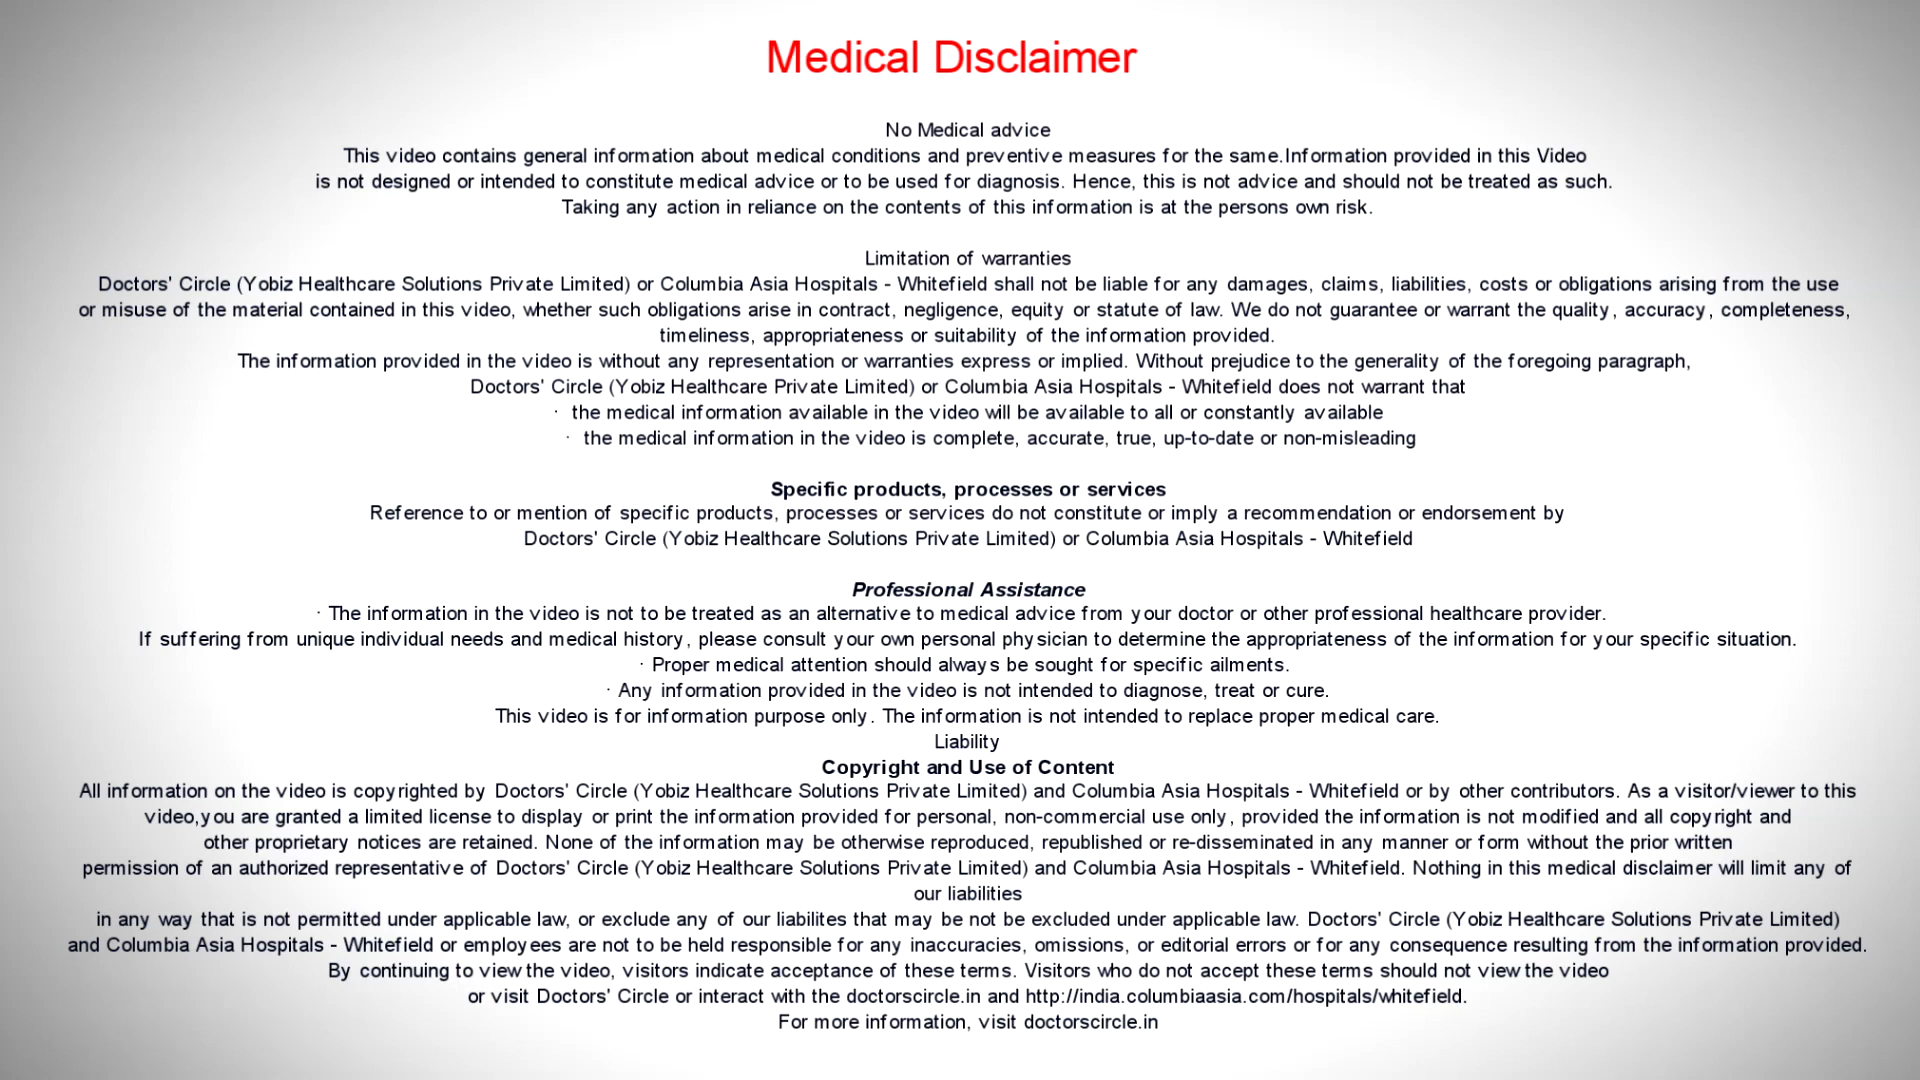 Medical Disclaimer
No Medical advice
This video contains general information about medical conditions and preventive measures for the same.Information provided in this Video
is not designed or intended to constitute medical advice or to be used for diagnosis. Hence, this is not advice and should not be treated as such.
Taking any action in reliance on the contents of this information is at the persons own risk.
Limitation of warranties
Doctors' Circle (Yobiz Healthcare Solutions Private Limited) or Columbia Asia Hospitals - Whitefield shall not be liable for any damages, claims, liabilities, costs or obligations arising from the use
or misuse of the material contained in this video, whether such obligations arise in contract, negligence, equity or statute of law. We do not guarantee or warrant the quality, accuracy, completeness,
timeliness, appropriateness or suitability of the information provided.
The information provided in the video is without any representation or warranties express or implied. Without prejudice to the generality of the foregoing paragraph,
Doctors' Circle (Yobiz Healthcare Private Limited) or Columbia Asia Hospitals - Whitefield does not warrant that
· the medical information available in the video will be available to all or constantly available
· the medical information in the video is complete, accurate, true, up-to-date or non-misleading
Specific products, processes or services
Reference to or mention of specific products, processes or services do not constitute or imply a recommendation or endorsement by
Doctors' Circle (Yobiz Healthcare Solutions Private Limited) or Columbia Asia Hospitals - Whitefield
Professional Assistance
· The information in the video is not to be treated as an alternative to medical advice from your doctor or other professional healthcare provider.
If suffering from unique individual needs and medical history, please consult your own personal physician to determine the appropriateness of the information for your specific situation.
· Proper medical attention should always be sought for specific ailments.
· Any information provided in the video is not intended to diagnose, treat or cure.
This video is for information purpose only. The information is not intended to replace proper medical care.
Liability
Copyright and Use of Content
All information on the video is copyrighted by Doctors' Circle (Yobiz Healthcare Solutions Private Limited) and Columbia Asia Hospitals - Whitefield or by other contributors. As a visitor/viewer to this
video,you are granted a limited license to display or print the information provided for personal, non-commercial use only, provided the information is not modified and all copyright and
other proprietary notices are retained. None of the information may be otherwise reproduced, republished or re-disseminated in any manner or form without the prior written
permission of an authorized representative of Doctors' Circle (Yobiz Healthcare Solutions Private Limited) and Columbia Asia Hospitals - Whitefield. Nothing in this medical disclaimer will limit any of
our liabilities
in any way that is not permitted under applicable law, or exclude any of our liabilites that may be not be excluded under applicable law. Doctors' Circle (Yobiz Healthcare Solutions Private Limited)
and Columbia Asia Hospitals - Whitefield or employees are not to be held responsible for any inaccuracies, omissions, or editorial errors or for any consequence resulting from the information provided.
By continuing to view the video, visitors indicate acceptance of these terms. Visitors who do not accept these terms should not view the video
or visit Doctors' Circle or interact with the doctorscircle.in and http://india.columbiaasia.com/hospitals/whitefield.
For more information, visit doctorscircle.in